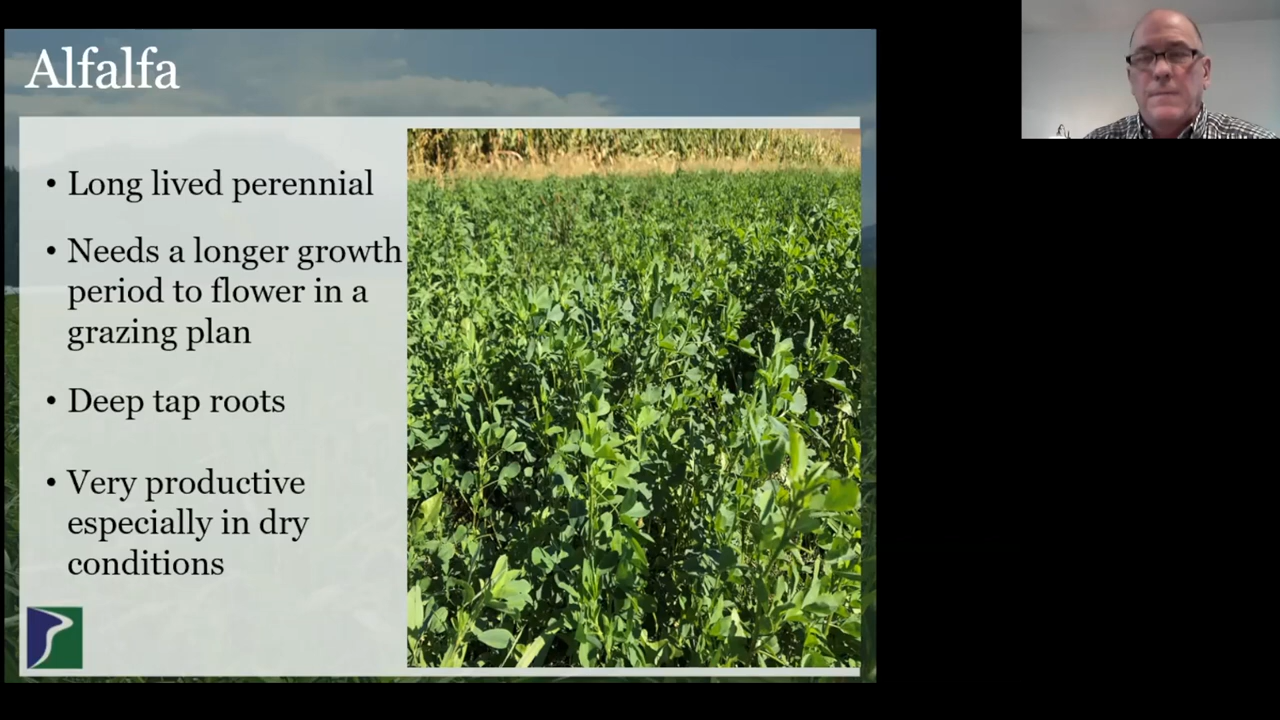 Alfalfa
• Long lived perennial
• Needs a longer growth
period to flower in a
grazing plan
• Deep tap roots
• Very productive
especially in dry
conditions